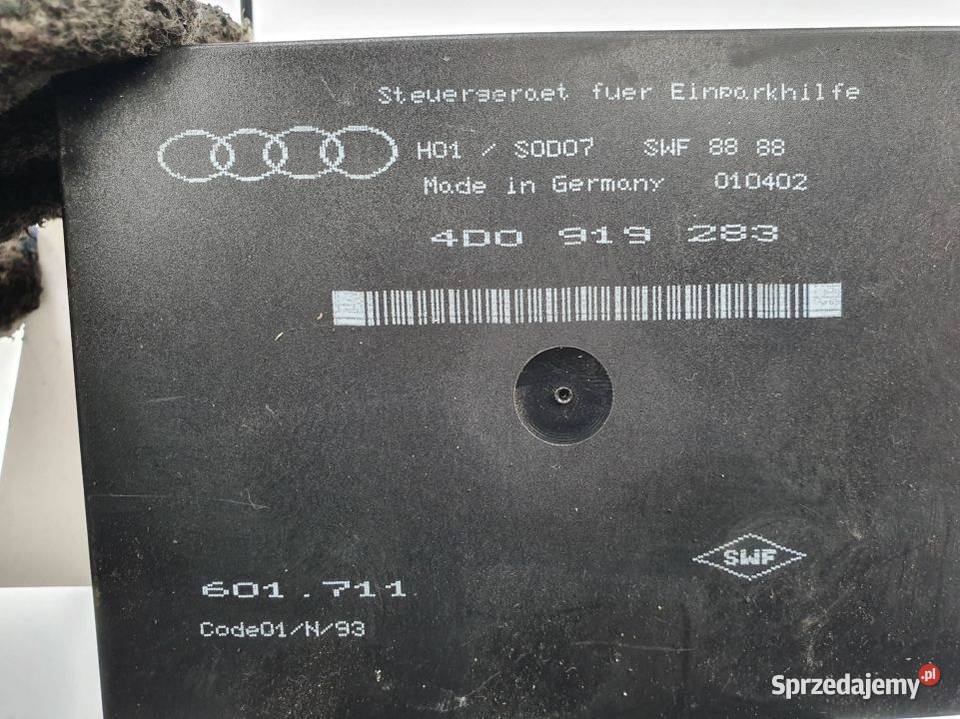 Steuergeraet fuer Einparkhilfe
H01 / S0D07 SWF 88 88
Made in Germany 010402
4D0 919 283
SWF
601.711
Code01/N/93
Sprzedajemy.pl